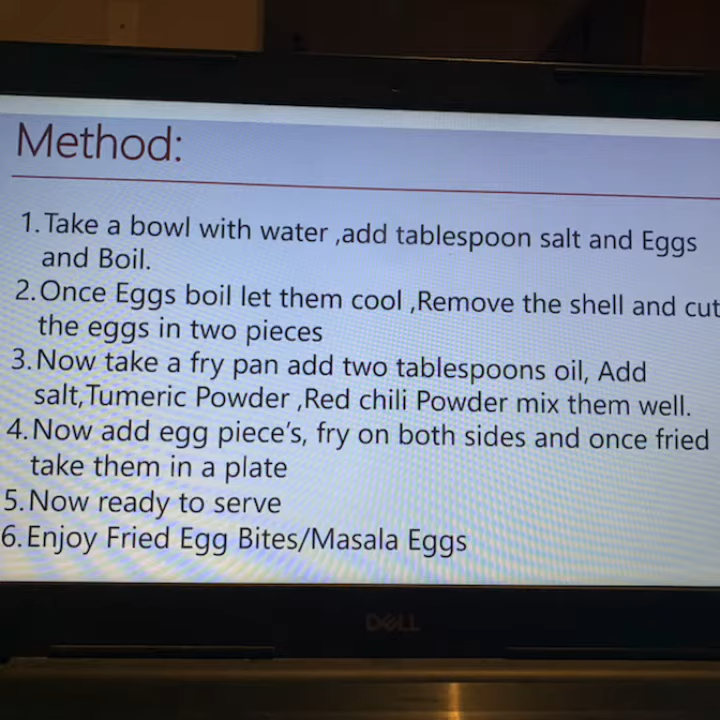 Method:
1. Take a bowl with water ,add tablespoon salt and Eggs
and Boil.
2. Once Eggs boil let them cool ,Remove the shell and cut
the eggs in two pieces
3. Now take a fry pan add two tablespoons oil, Add
salt,Tumeric Powder ,Red chili Powder mix them well.
4. Now add egg piece's, fry on both sides and once fried
take them in a plate
5. Now ready to serve
6. Enjoy Fried Egg Bites/Masala Eggs
DELL